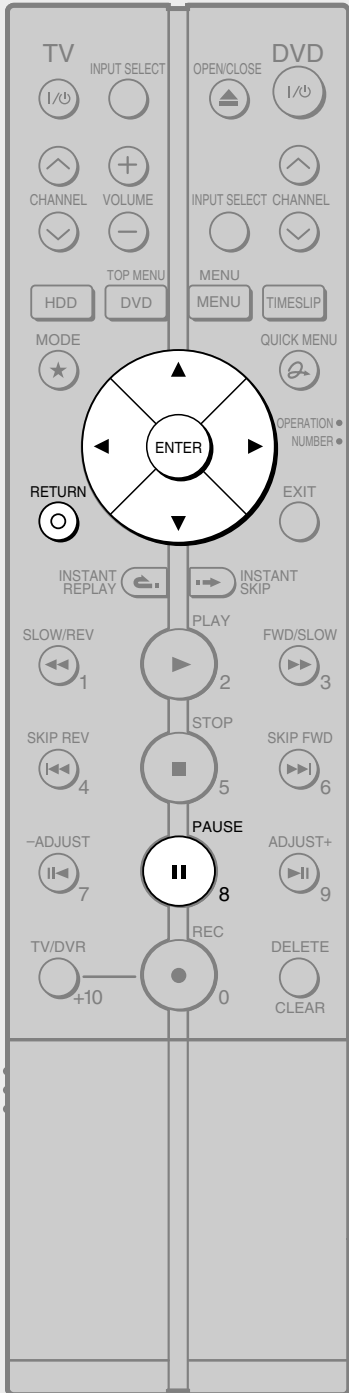 TV DVD
INPUT SELECT OPEN/CLOSE
I/⏻ I/⏻
CHANNEL VOLUME INPUT SELECT CHANNEL
TOP MENU MENU
HDD DVD MENU TIMESLIP
MODE QUICK MENU
OPERATION
NUMBER
ENTER
RETURN EXIT
INSTANT REPLAY INSTANT SKIP
PLAY
SLOW/REV FWD/SLOW
1 2 3
STOP
SKIP REV SKIP FWD
4 5 6
PAUSE
–ADJUST ADJUST+
7 8 9
REC
TV/DVR DELETE
+10 0
CLEAR